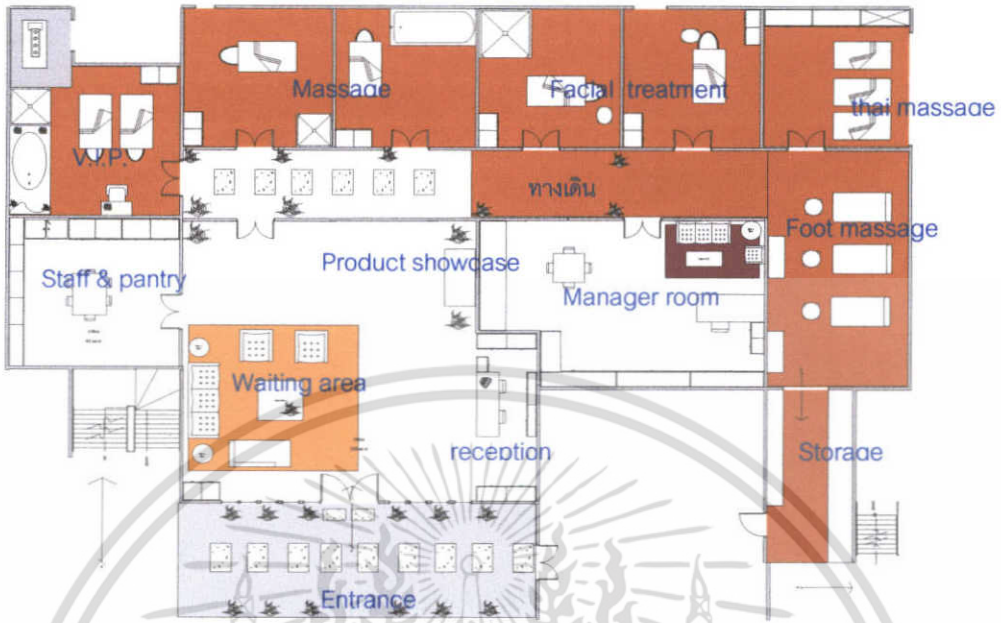 Massage
Facial treatment
thai massage
V.I.P.
ทางเดิน
Foot massage
Staff & pantry
Product showcase
Manager room
Waiting area
reception
Storage
Entrance